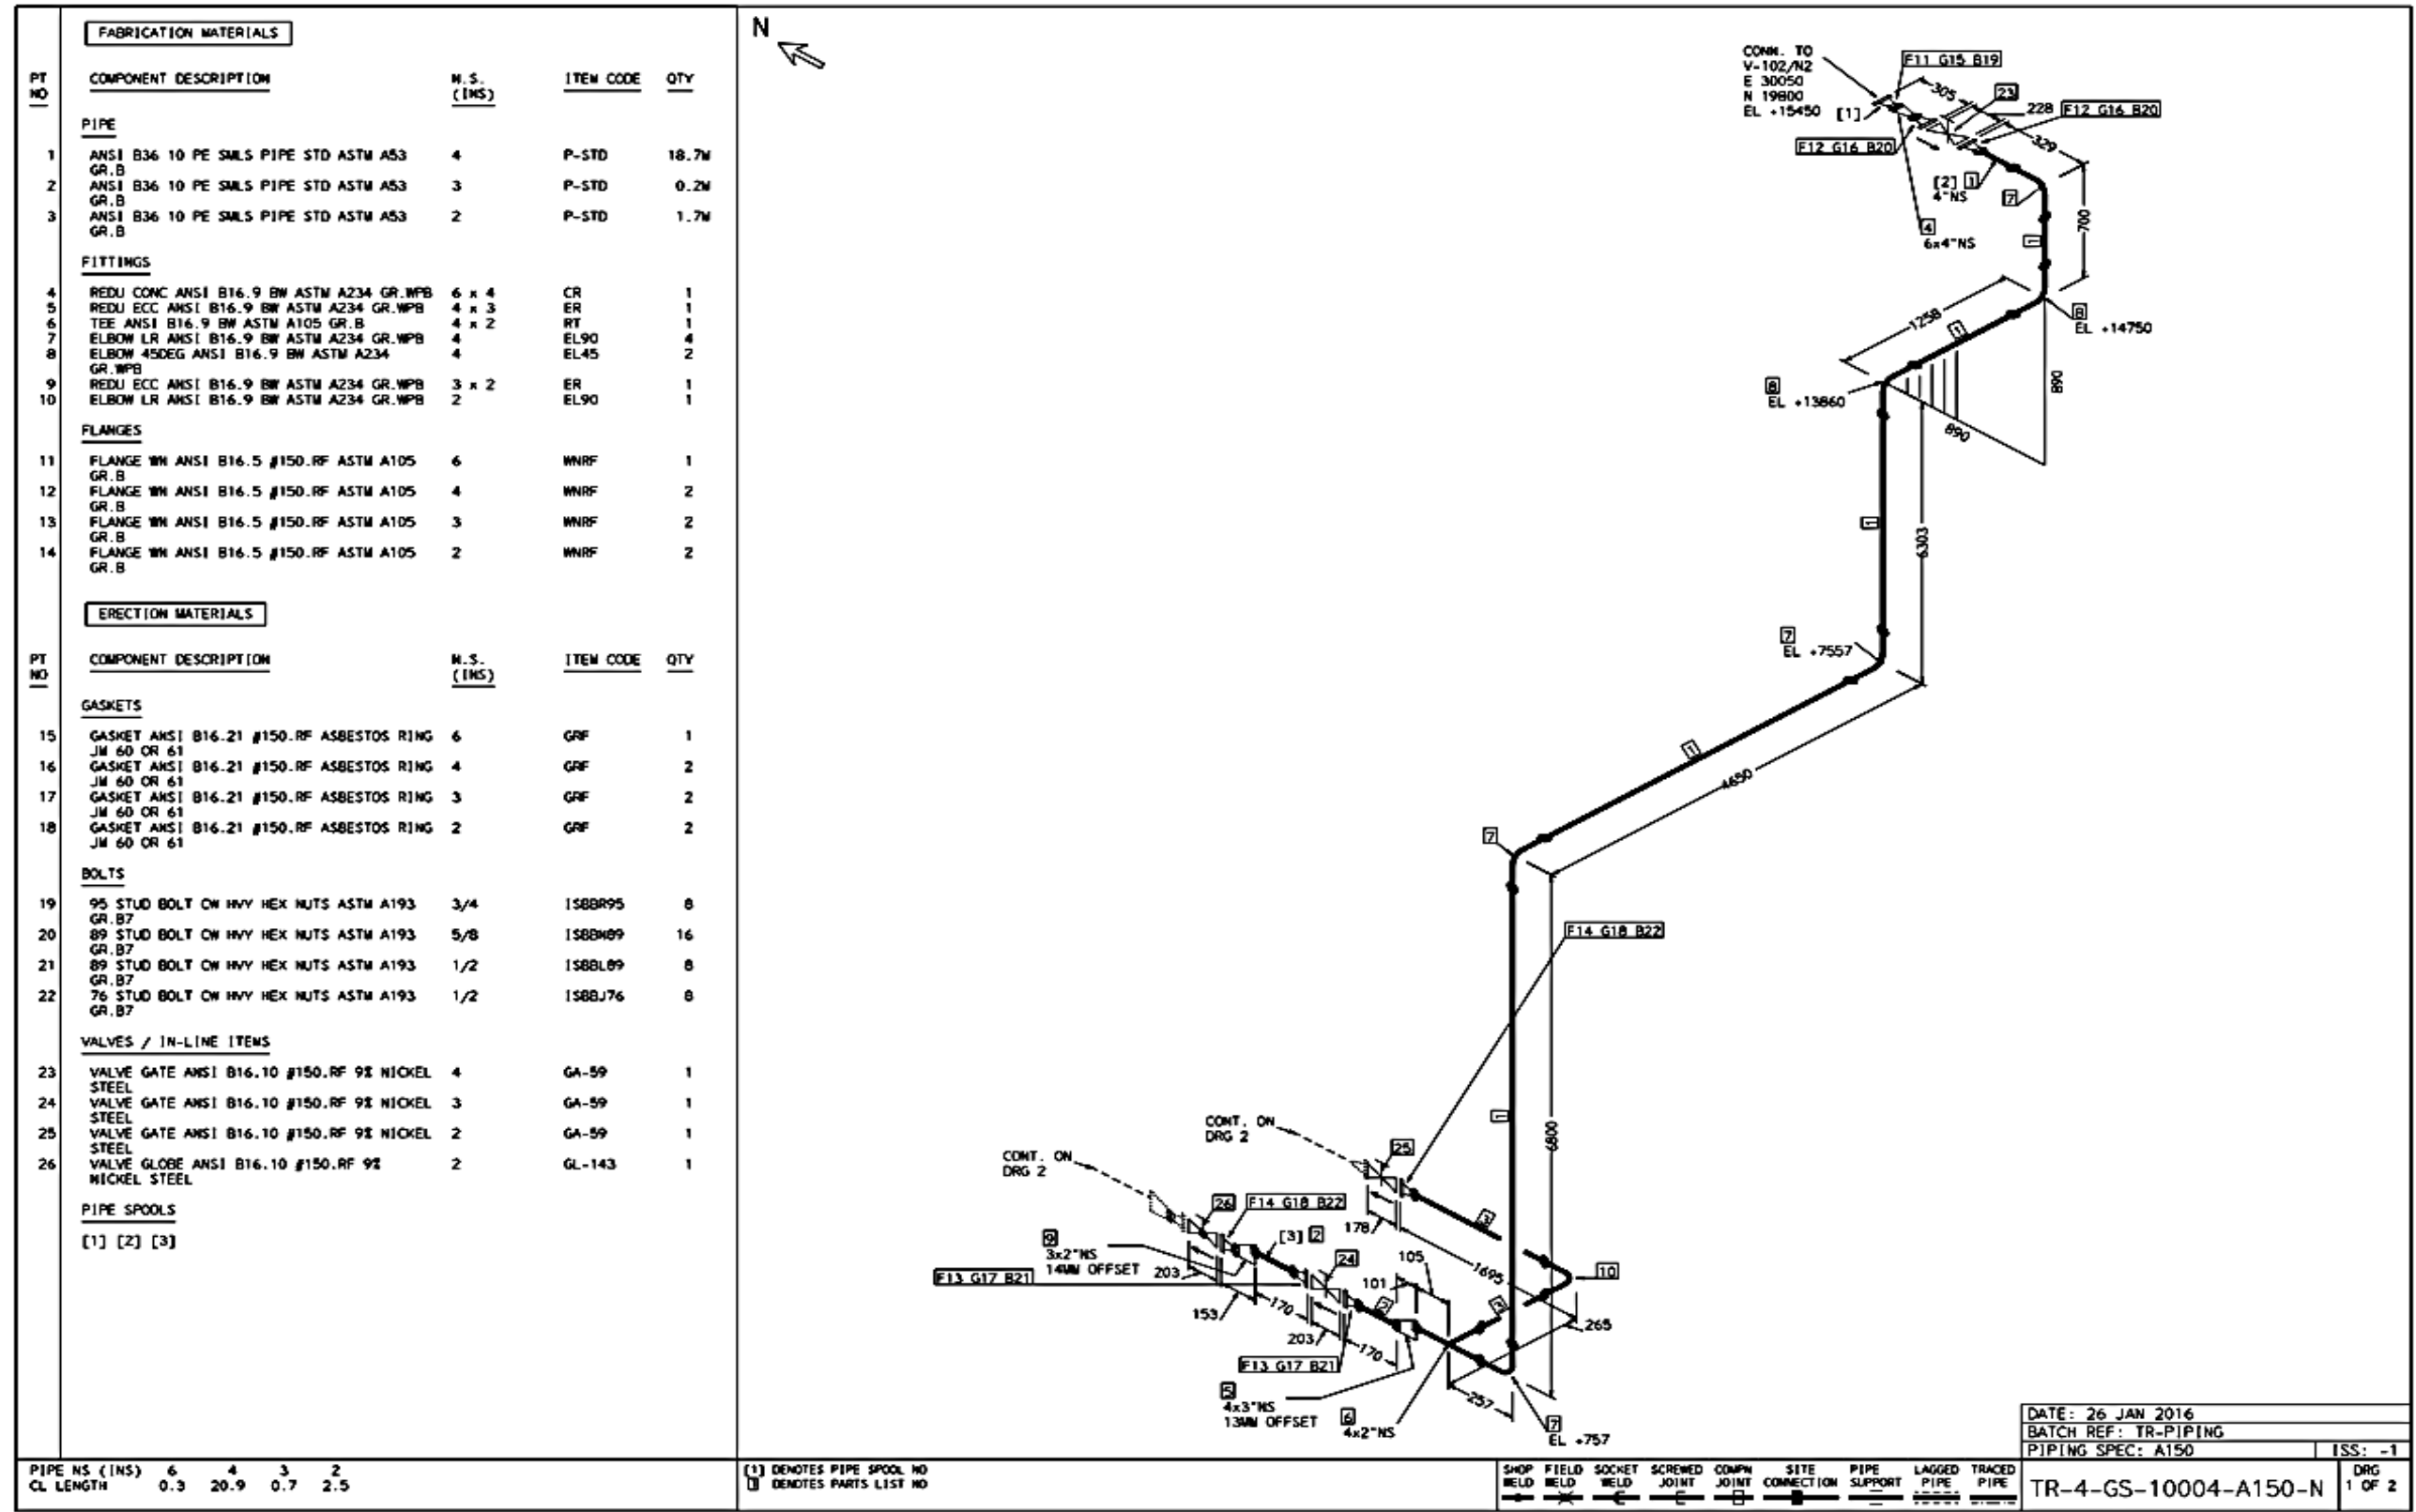 FABRICATION MATERIALS
PT NO COMPONENT DESCRIPTION N.S. (INS) ITEM CODE QTY
PIPE
1 ANSI B36 10 PE SMLS PIPE STD ASTM A53 4 P-STD 18.7M
GR.B
2 ANSI B36 10 PE SMLS PIPE STD ASTM A53 3 P-STD 0.2M
GR.B
3 ANSI B36 10 PE SMLS PIPE STD ASTM A53 2 P-STD 1.7M
GR.B
FITTINGS
4 REDU CONC ANSI B16.9 BW ASTM A234 GR.WPB 6 x 4 CR 1
5 REDU ECC ANSI B16.9 BW ASTM A234 GR.WPB 4 x 3 ER 1
6 TEE ANSI B16.9 BW ASTM A105 GR.B 4 x 2 RT 1
7 ELBOW LR ANSI B16.9 BW ASTM A234 GR.WPB 4 EL90 4
8 ELBOW 45DEG ANSI B16.9 BW ASTM A234 4 EL45 2
GR.WPB
9 REDU ECC ANSI B16.9 BW ASTM A234 GR.WPB 3 x 2 ER 1
10 ELBOW LR ANSI B16.9 BW ASTM A234 GR.WPB 2 EL90 1
FLANGES
11 FLANGE WN ANSI B16.5 #150.RF ASTM A105 6 WNRF 1
GR.B
12 FLANGE WN ANSI B16.5 #150.RF ASTM A105 4 WNRF 2
GR.B
13 FLANGE WN ANSI B16.5 #150.RF ASTM A105 3 WNRF 2
GR.B
14 FLANGE WN ANSI B16.5 #150.RF ASTM A105 2 WNRF 2
GR.B
ERECTION MATERIALS
PT NO COMPONENT DESCRIPTION N.S. (INS) ITEM CODE QTY
GASKETS
15 GASKET ANSI B16.21 #150.RF ASBESTOS RING 6 GRF 1
JM 60 OR 61
16 GASKET ANSI B16.21 #150.RF ASBESTOS RING 4 GRF 2
JM 60 OR 61
17 GASKET ANSI B16.21 #150.RF ASBESTOS RING 3 GRF 2
JM 60 OR 61
18 GASKET ANSI B16.21 #150.RF ASBESTOS RING 2 GRF 2
JM 60 OR 61
BOLTS
19 95 STUD BOLT CW HVY HEX NUTS ASTM A193 3/4 ISBBR95 8
GR.B7
20 89 STUD BOLT CW HVY HEX NUTS ASTM A193 5/8 ISBBN89 16
GR.B7
21 89 STUD BOLT CW HVY HEX NUTS ASTM A193 1/2 ISBBL89 8
GR.B7
22 76 STUD BOLT CW HVY HEX NUTS ASTM A193 1/2 ISBBJ76 8
GR.B7
VALVES / IN-LINE ITEMS
23 VALVE GATE ANSI B16.10 #150.RF 9% NICKEL 4 GA-59 1
STEEL
24 VALVE GATE ANSI B16.10 #150.RF 9% NICKEL 3 GA-59 1
STEEL
25 VALVE GATE ANSI B16.10 #150.RF 9% NICKEL 2 GA-59 1
STEEL
26 VALVE GLOBE ANSI B16.10 #150.RF 9% 2 GL-143 1
NICKEL STEEL
PIPE SPOOLS
[1] [2] [3]
PIPE NS (INS) 6 4 3 2
CL LENGTH 0.3 20.9 0.7 2.5
N
CONN. TO
V-102/N2
E 30050
N 19800
EL +15450
[1]
F11 G15 B19
305
23
228
F12 G16 B20
F12 G16 B20
329
[2] 1
4"NS
7
700
4
6x4"NS
1
1258
1
8
EL +14750
8
EL +13860
890
890
1
6303
7
EL +7557
1
4650
7
F14 G18 B22
1
6800
CONT. ON
DRG 2
25
CONT. ON
DRG 2
26
F14 G18 B22
178
3
[3] 2
9
3x2"NS
14MM OFFSET
203
24
105
1695
10
F13 G17 B21
101
153
170
2
3
265
203
170
F13 G17 B21
5
4x3"NS
13MM OFFSET
257
6
4x2"NS
7
EL +757
DATE: 26 JAN 2016
BATCH REF: TR-PIPING
PIPING SPEC: A150 ISS: -1
[1] DENOTES PIPE SPOOL NO
1 DENOTES PARTS LIST NO
SHOP WELD
FIELD WELD
SOCKET WELD
SCREWED JOINT
COMPN JOINT
SITE CONNECTION
PIPE SUPPORT
LAGGED PIPE
TRACED PIPE
TR-4-GS-10004-A150-N
DRG
1 OF 2